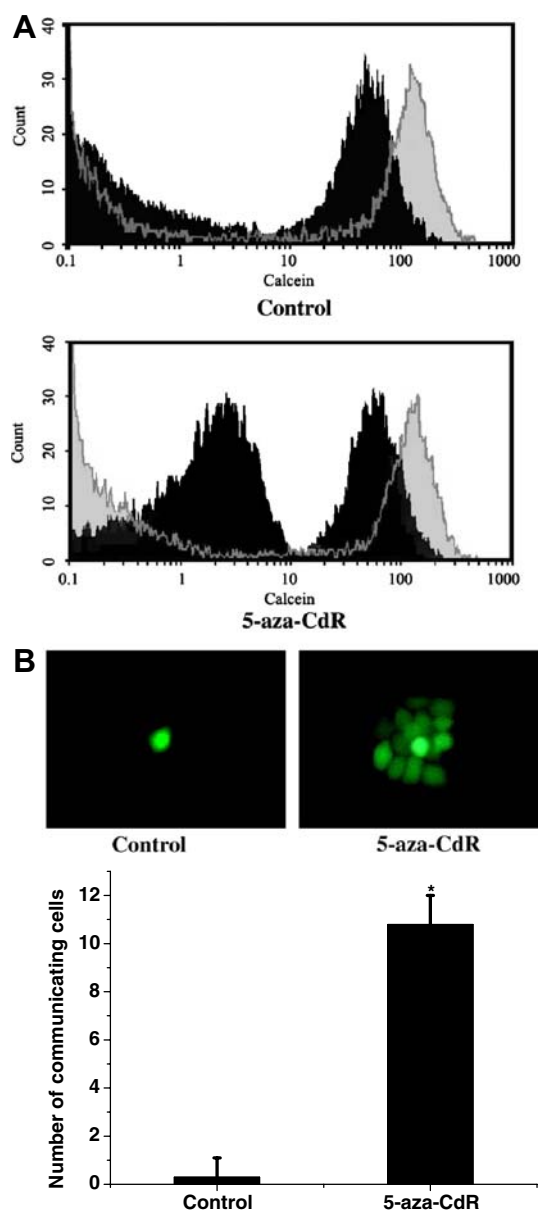 A
40
30
20
10
0
Count
0.1 1 10 100 1000
Calcein
Control
40
30
20
10
0
Count
0.1 1 10 100 1000
Calcein
5-aza-CdR
B
Control 5-aza-CdR
12
10
8
6
4
2
0
Number of communicating cells
*
Control 5-aza-CdR